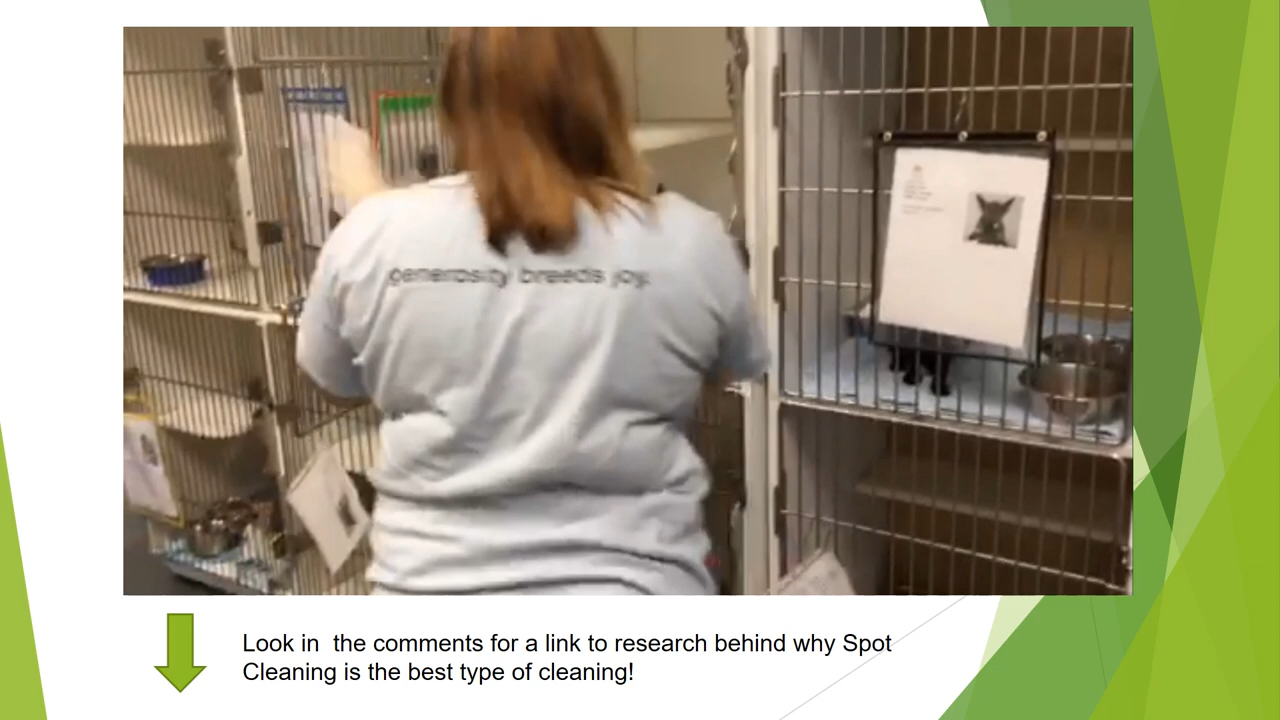 generosity breeds joy.
Look in  the comments for a link to research behind why Spot
Cleaning is the best type of cleaning!